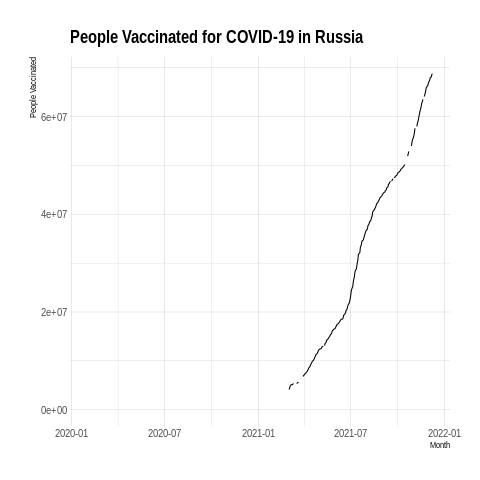 People Vaccinated for COVID-19 in Russia
People Vaccinated
6e+07
4e+07
2e+07
0e+00
2020-01 2020-07 2021-01 2021-07 2022-01
Month